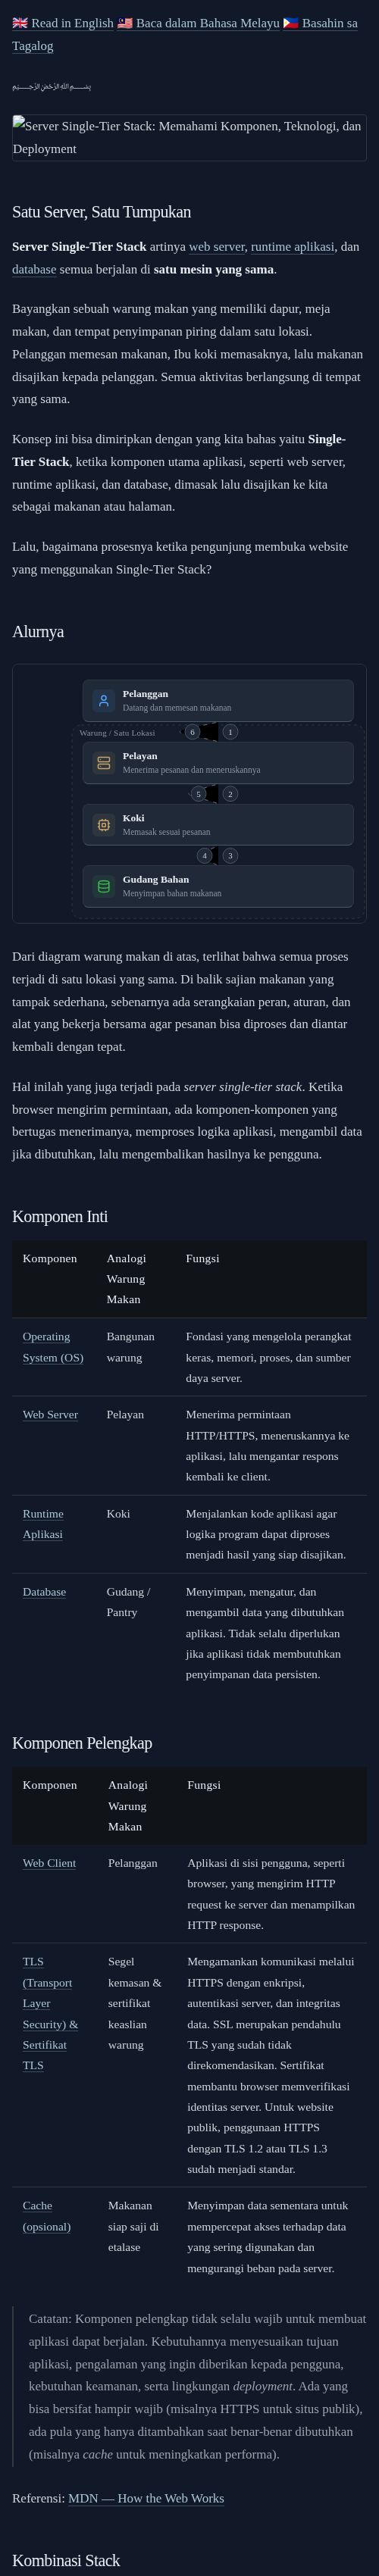 🇬🇧 Read in English 🇲🇾 Baca dalam Bahasa Melayu 🇵🇭 Basahin sa
Tagalog
بِسْمِ اللَّهِ الرَّحْمَنِ الرَّحِيمِ
Server Single-Tier Stack: Memahami Komponen, Teknologi, dan
Deployment
Satu Server, Satu Tumpukan
Server Single-Tier Stack artinya web server, runtime aplikasi, dan
database semua berjalan di satu mesin yang sama.
Bayangkan sebuah warung makan yang memiliki dapur, meja
makan, dan tempat penyimpanan piring dalam satu lokasi.
Pelanggan memesan makanan, Ibu koki memasaknya, lalu makanan
disajikan kepada pelanggan. Semua aktivitas berlangsung di tempat
yang sama.
Konsep ini bisa dimiripkan dengan yang kita bahas yaitu Single-
Tier Stack, ketika komponen utama aplikasi, seperti web server,
runtime aplikasi, dan database, dimasak lalu disajikan ke kita
sebagai makanan atau halaman.
Lalu, bagaimana prosesnya ketika pengunjung membuka website
yang menggunakan Single-Tier Stack?
Alurnya
Pelanggan
Datang dan memesan makanan
Warung / Satu Lokasi
6 1
Pelayan
Menerima pesanan dan meneruskannya
5 2
Koki
Memasak sesuai pesanan
4 3
Gudang Bahan
Menyimpan bahan makanan
Dari diagram warung makan di atas, terlihat bahwa semua proses
terjadi di satu lokasi yang sama. Di balik sajian makanan yang
tampak sederhana, sebenarnya ada serangkaian peran, aturan, dan
alat yang bekerja bersama agar pesanan bisa diproses dan diantar
kembali dengan tepat.
Hal inilah yang juga terjadi pada server single-tier stack. Ketika
browser mengirim permintaan, ada komponen-komponen yang
bertugas menerimanya, memproses logika aplikasi, mengambil data
jika dibutuhkan, lalu mengembalikan hasilnya ke pengguna.
Komponen Inti
Komponen
Analogi
Warung
Makan
Fungsi
Operating
System (OS)
Bangunan
warung
Fondasi yang mengelola perangkat
keras, memori, proses, dan sumber
daya server.
Web Server
Pelayan
Menerima permintaan
HTTP/HTTPS, meneruskannya ke
aplikasi, lalu mengantar respons
kembali ke client.
Runtime
Aplikasi
Koki
Menjalankan kode aplikasi agar
logika program dapat diproses
menjadi hasil yang siap disajikan.
Database
Gudang /
Pantry
Menyimpan, mengatur, dan
mengambil data yang dibutuhkan
aplikasi. Tidak selalu diperlukan
jika aplikasi tidak membutuhkan
penyimpanan data persisten.
Komponen Pelengkap
Komponen
Analogi
Warung
Makan
Fungsi
Web Client
Pelanggan
Aplikasi di sisi pengguna, seperti
browser, yang mengirim HTTP
request ke server dan menampilkan
HTTP response.
TLS
(Transport
Layer
Security) &
Sertifikat
TLS
Segel
kemasan &
sertifikat
keaslian
warung
Mengamankan komunikasi melalui
HTTPS dengan enkripsi,
autentikasi server, dan integritas
data. SSL merupakan pendahulu
TLS yang sudah tidak
direkomendasikan. Sertifikat
membantu browser memverifikasi
identitas server. Untuk website
publik, penggunaan HTTPS
dengan TLS 1.2 atau TLS 1.3
sudah menjadi standar.
Cache
(opsional)
Makanan
siap saji di
etalase
Menyimpan data sementara untuk
mempercepat akses terhadap data
yang sering digunakan dan
mengurangi beban pada server.
Catatan: Komponen pelengkap tidak selalu wajib untuk membuat
aplikasi dapat berjalan. Kebutuhannya menyesuaikan tujuan
aplikasi, pengalaman yang ingin diberikan kepada pengguna,
kebutuhan keamanan, serta lingkungan deployment. Ada yang
bisa bersifat hampir wajib (misalnya HTTPS untuk situs publik),
ada pula yang hanya ditambahkan saat benar-benar dibutuhkan
(misalnya cache untuk meningkatkan performa).
Referensi: MDN — How the Web Works
Kombinasi Stack